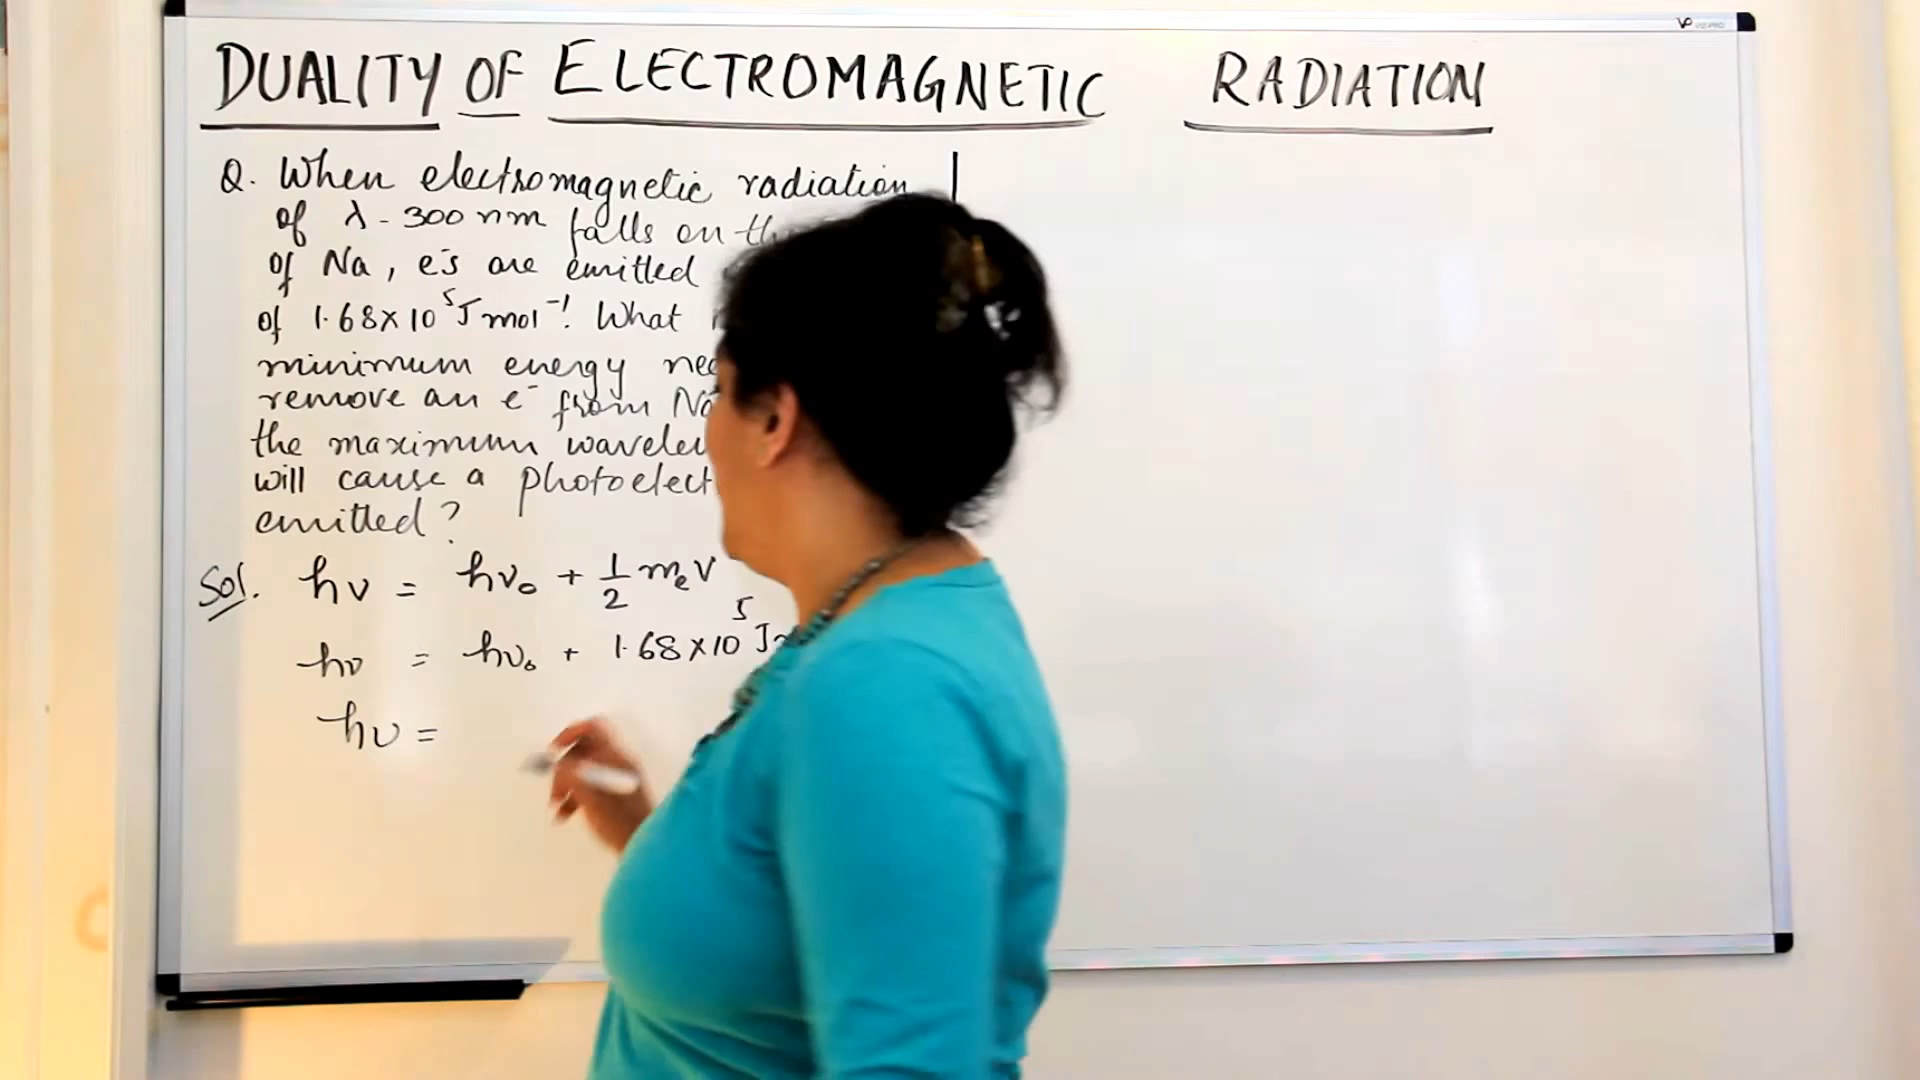 DUALITY OF ELECTROMAGNETIC RADIATION
Q. When electromagnetic radiation
of λ - 300 nm falls on
of Na, e's are emitted
of 1.68×10⁵ J mol⁻¹. What
minimum energy
remove an e⁻ from
the maximum
will cause a
emitted?
Sol. hν = hν₀ + 1/2 mₑv
hν = hν₀ + 1.68×10⁵ J
hν =